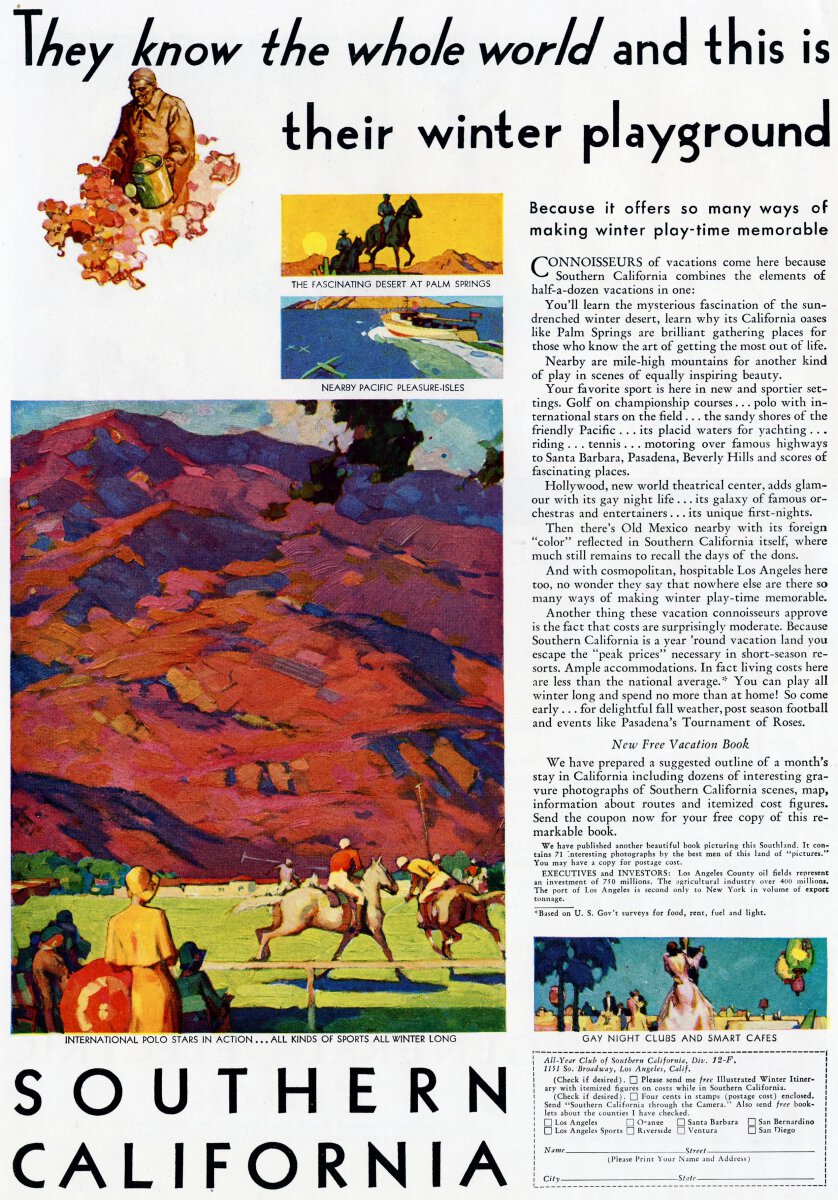 They know the whole world and this is
their winter playground
THE FASCINATING DESERT AT PALM SPRINGS
NEARBY PACIFIC PLEASURE-ISLES
Because it offers so many ways of
making winter play-time memorable
CONNOISSEURS of vacations come here because
Southern California combines the elements of
half-a-dozen vacations in one:
You'll learn the mysterious fascination of the sun-
drenched winter desert, learn why its California oases
like Palm Springs are brilliant gathering places for
those who know the art of getting the most out of life.
Nearby are mile-high mountains for another kind
of play in scenes of equally inspiring beauty.
Your favorite sport is here in new and sportier set-
tings. Golf on championship courses... polo with in-
ternational stars on the field... the sandy shores of the
friendly Pacific... its placid waters for yachting...
riding... tennis... motoring over famous highways
to Santa Barbara, Pasadena, Beverly Hills and scores of
fascinating places.
Hollywood, new world theatrical center, adds glam-
our with its gay night life... its galaxy of famous or-
chestras and entertainers... its unique first-nights.
Then there's Old Mexico nearby with its foreign
"color" reflected in Southern California itself, where
much still remains to recall the days of the dons.
And with cosmopolitan, hospitable Los Angeles here
too, no wonder they say that nowhere else are there so
many ways of making winter play-time memorable.
Another thing these vacation connoisseurs approve
is the fact that costs are surprisingly moderate. Because
Southern California is a year 'round vacation land you
escape the "peak prices" necessary in short-season re-
sorts. Ample accommodations. In fact living costs here
are less than the national average.* You can play all
winter long and spend no more than at home! So come
early... for delightful fall weather, post season football
and events like Pasadena's Tournament of Roses.
New Free Vacation Book
We have prepared a suggested outline of a month's
stay in California including dozens of interesting gra-
vure photographs of Southern California scenes, map,
information about routes and itemized cost figures.
Send the coupon now for your free copy of this re-
markable book.
We have published another beautiful book picturing this Southland. It con-
tains 71 interesting photographs by the best men of this land of "pictures."
You may have a copy for postage cost.
EXECUTIVES and INVESTORS: Los Angeles County oil fields represent
an investment of 750 millions. The agricultural industry over 400 millions.
The port of Los Angeles is second only to New York in volume of export
tonnage.
*Based on U. S. Gov't surveys for food, rent, fuel and light.
INTERNATIONAL POLO STARS IN ACTION... ALL KINDS OF SPORTS ALL WINTER LONG
GAY NIGHT CLUBS AND SMART CAFES
SOUTHERN
CALIFORNIA
All-Year Club of Southern California, Div. 12-F,
1151 So. Broadway, Los Angeles, Calif.
(Check if desired). Please send me free Illustrated Winter Itiner-
ary with itemized figures on costs while in Southern California.
(Check if desired). Four cents in stamps (postage cost) enclosed.
Send "Southern California through the Camera." Also send free book-
lets about the counties I have checked.
Los Angeles Orange Santa Barbara San Bernardino
Los Angeles Sports Riverside Ventura San Diego
Name Street
(Please Print Your Name and Address)
City State